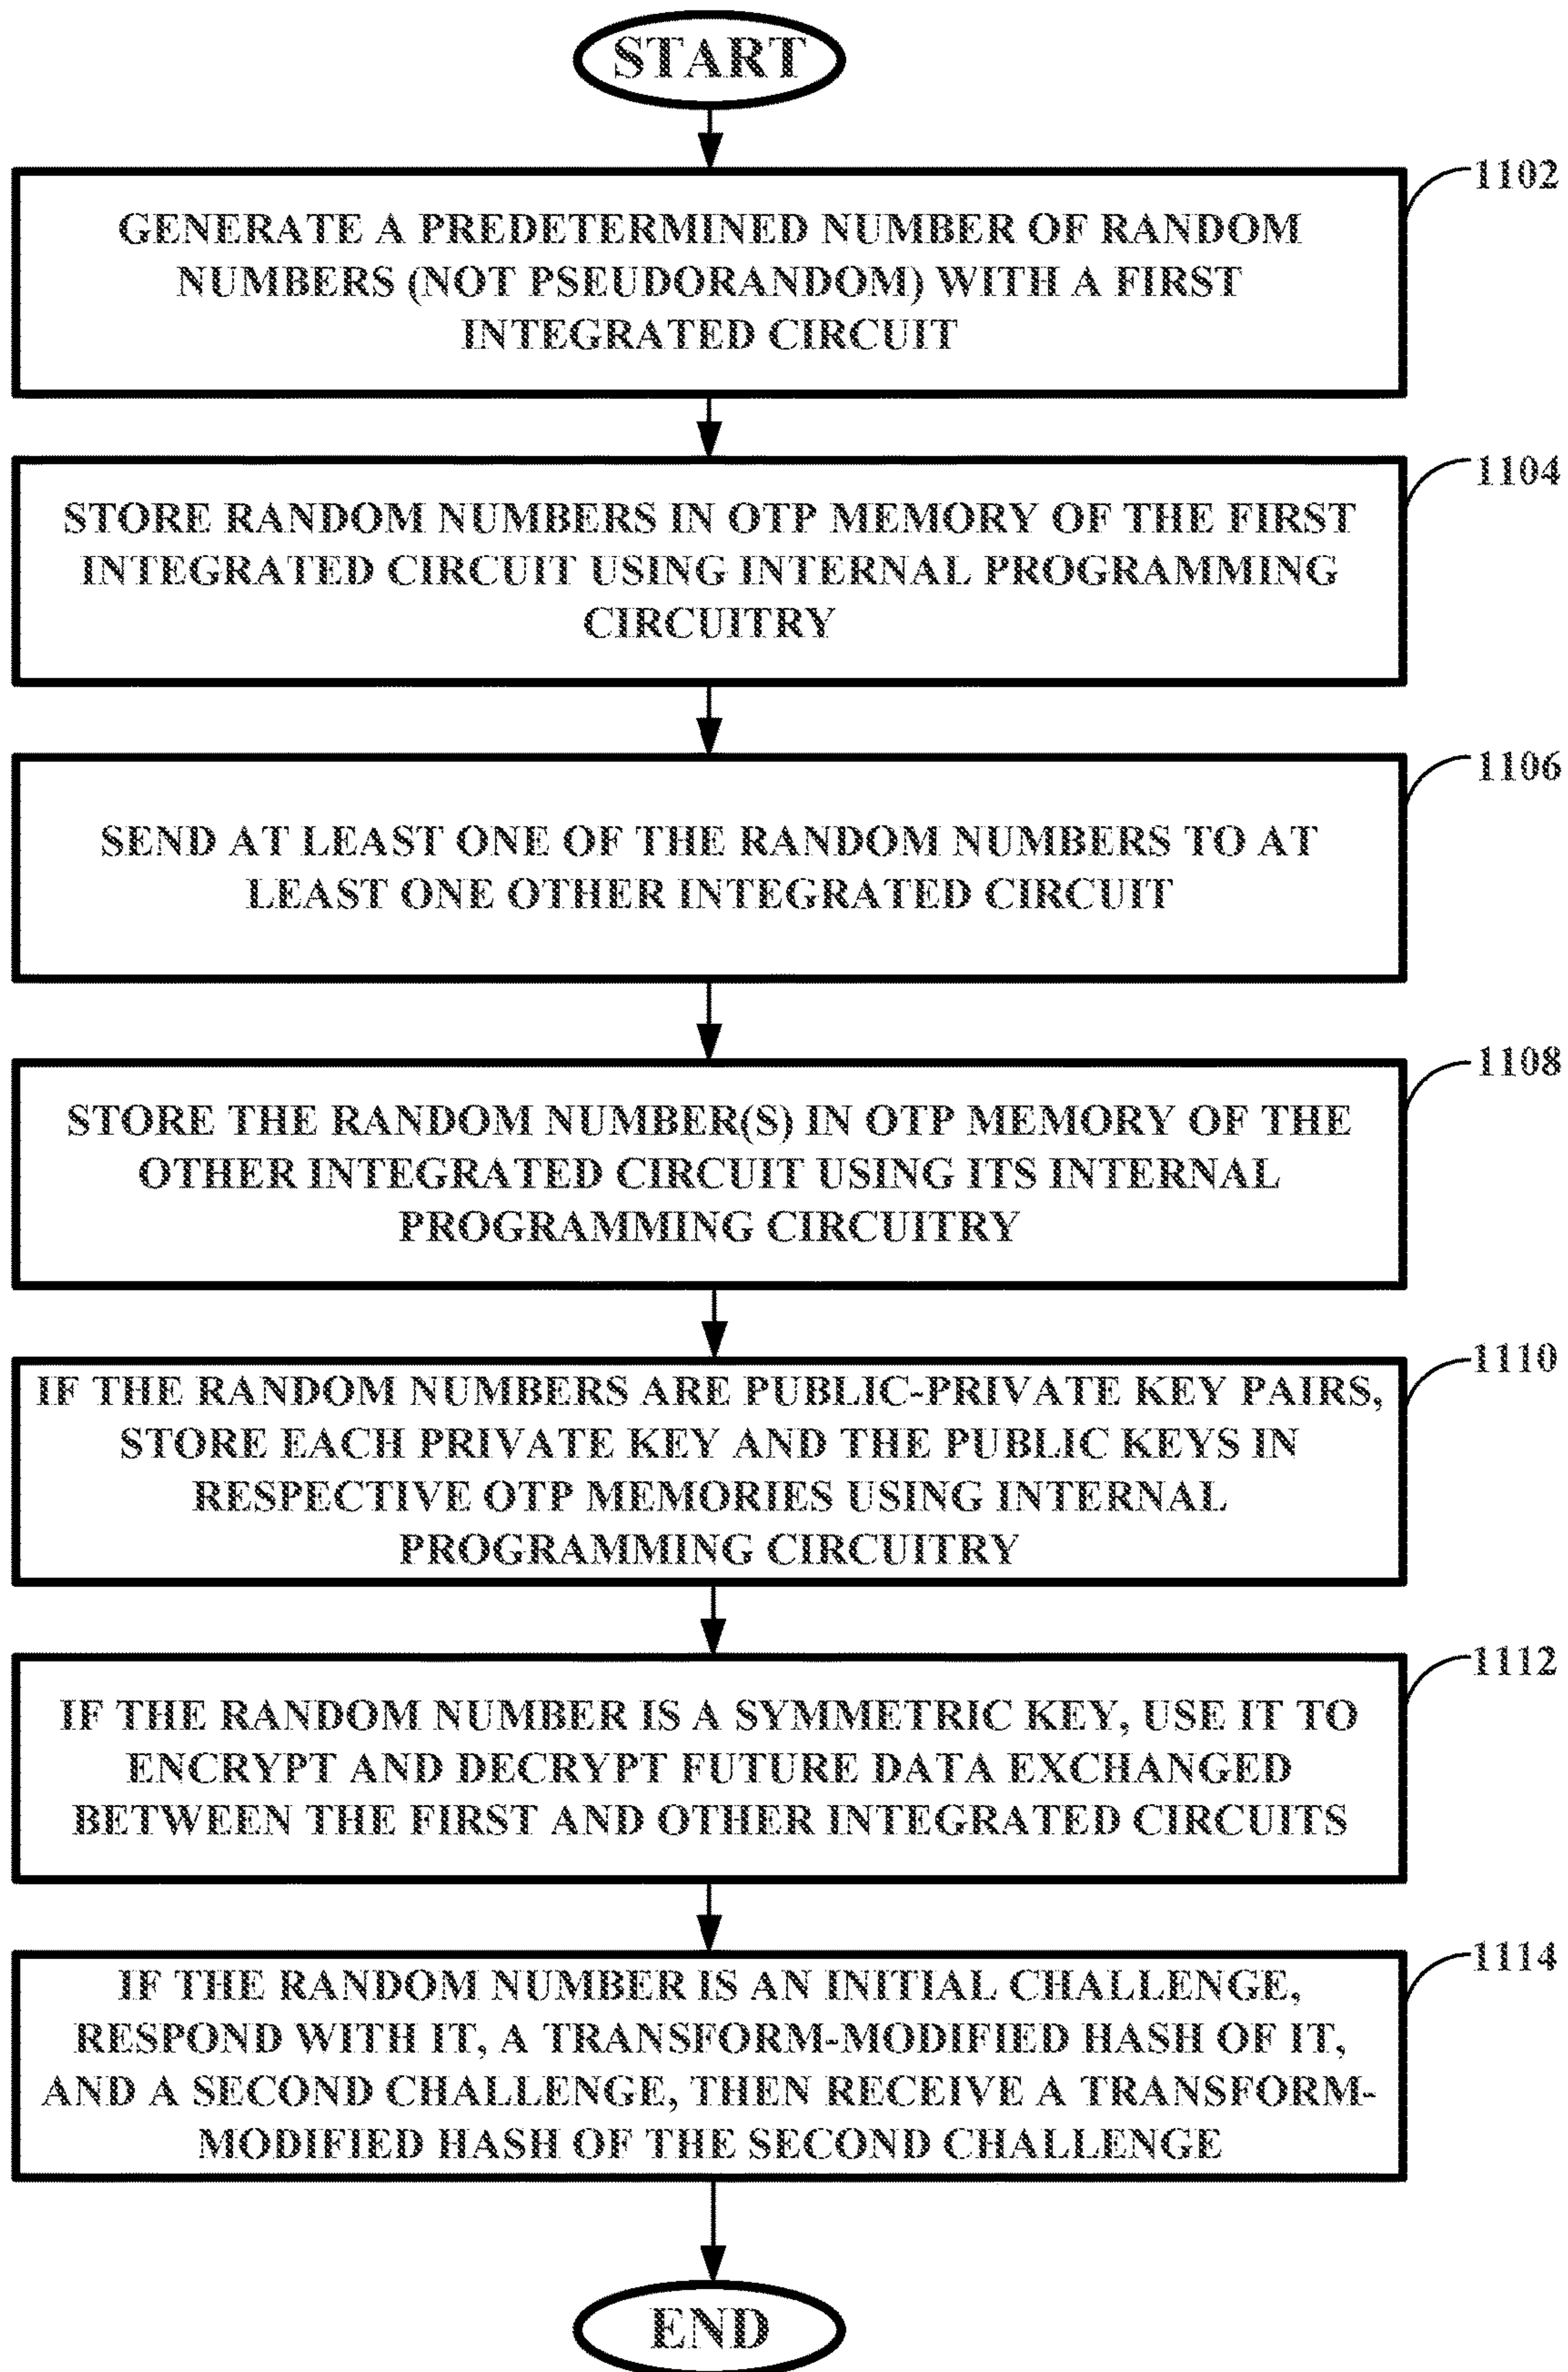 START
1102
GENERATE A PREDETERMINED NUMBER OF RANDOM
NUMBERS (NOT PSEUDORANDOM) WITH A FIRST
INTEGRATED CIRCUIT
1104
STORE RANDOM NUMBERS IN OTP MEMORY OF THE FIRST
INTEGRATED CIRCUIT USING INTERNAL PROGRAMMING
CIRCUITRY
1106
SEND AT LEAST ONE OF THE RANDOM NUMBERS TO AT
LEAST ONE OTHER INTEGRATED CIRCUIT
1108
STORE THE RANDOM NUMBER(S) IN OTP MEMORY OF THE
OTHER INTEGRATED CIRCUIT USING ITS INTERNAL
PROGRAMMING CIRCUITRY
1110
IF THE RANDOM NUMBERS ARE PUBLIC-PRIVATE KEY PAIRS,
STORE EACH PRIVATE KEY AND THE PUBLIC KEYS IN
RESPECTIVE OTP MEMORIES USING INTERNAL
PROGRAMMING CIRCUITRY
1112
IF THE RANDOM NUMBER IS A SYMMETRIC KEY, USE IT TO
ENCRYPT AND DECRYPT FUTURE DATA EXCHANGED
BETWEEN THE FIRST AND OTHER INTEGRATED CIRCUITS
1114
IF THE RANDOM NUMBER IS AN INITIAL CHALLENGE,
RESPOND WITH IT, A TRANSFORM-MODIFIED HASH OF IT,
AND A SECOND CHALLENGE, THEN RECEIVE A TRANSFORM-
MODIFIED HASH OF THE SECOND CHALLENGE
END